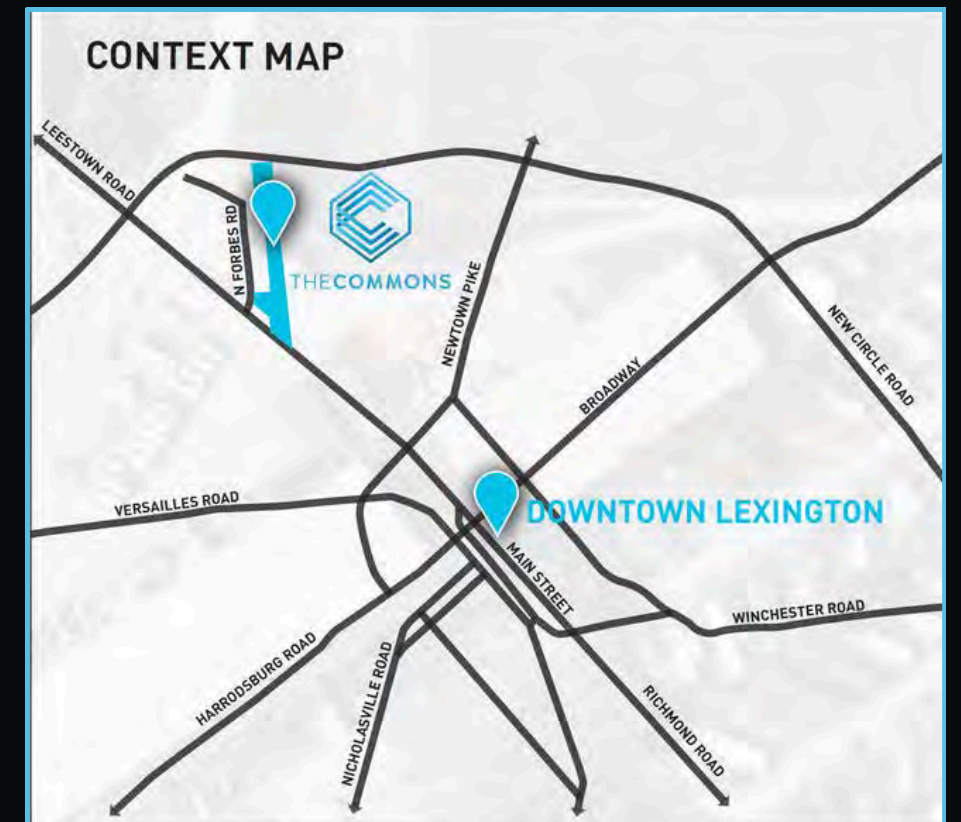 CONTEXT MAP
LEESTOWN ROAD
N FORBES RD
THECOMMONS
NEWTOWN PIKE
BROADWAY
NEW CIRCLE ROAD
VERSAILLES ROAD
DOWNTOWN LEXINGTON
MAIN STREET
WINCHESTER ROAD
HARRODSBURG ROAD
NICHOLASVILLE ROAD
RICHMOND ROAD